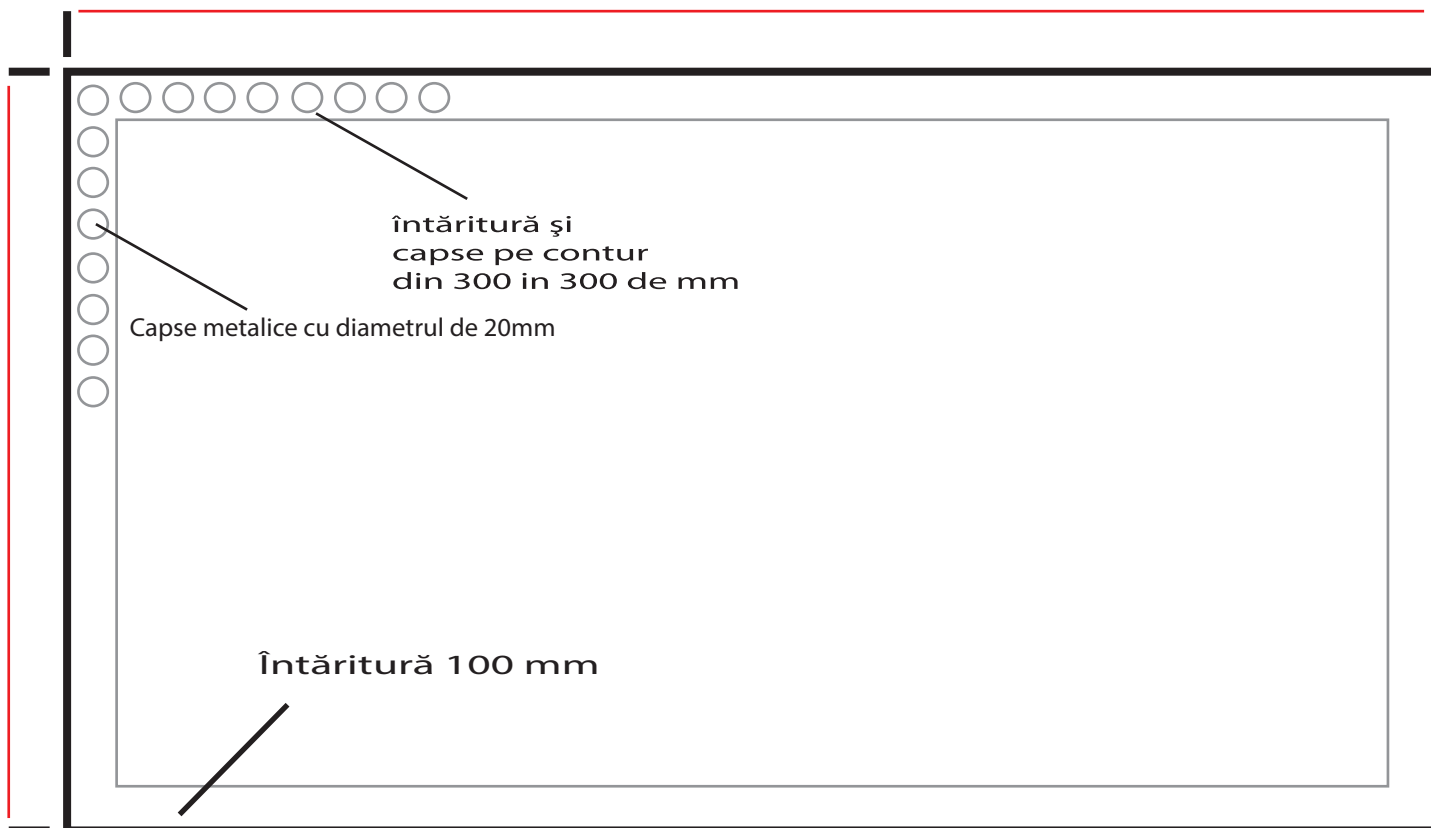 întăritură şi
capse pe contur
din 300 in 300 de mm
Capse metalice cu diametrul de 20mm
Întăritură 100 mm